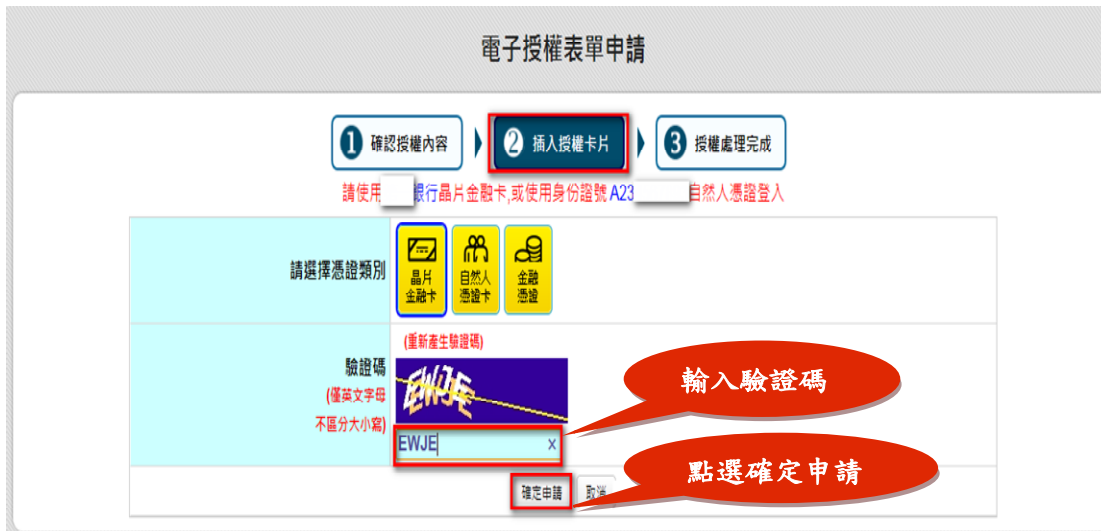 電子授權表單申請
1 確認授權內容 2 插入授權卡片 3 授權處理完成
請使用 銀行晶片金融卡,或使用身份證號 A23 自然人憑證登入
請選擇憑證類別
晶片
金融卡
自然人
憑證卡
金融
憑證
(重新產生驗證碼)
驗證碼
(僅英文字母
不區分大小寫)
EWJE
EWJE ×
輸入驗證碼
點選確定申請
確定申請 取消